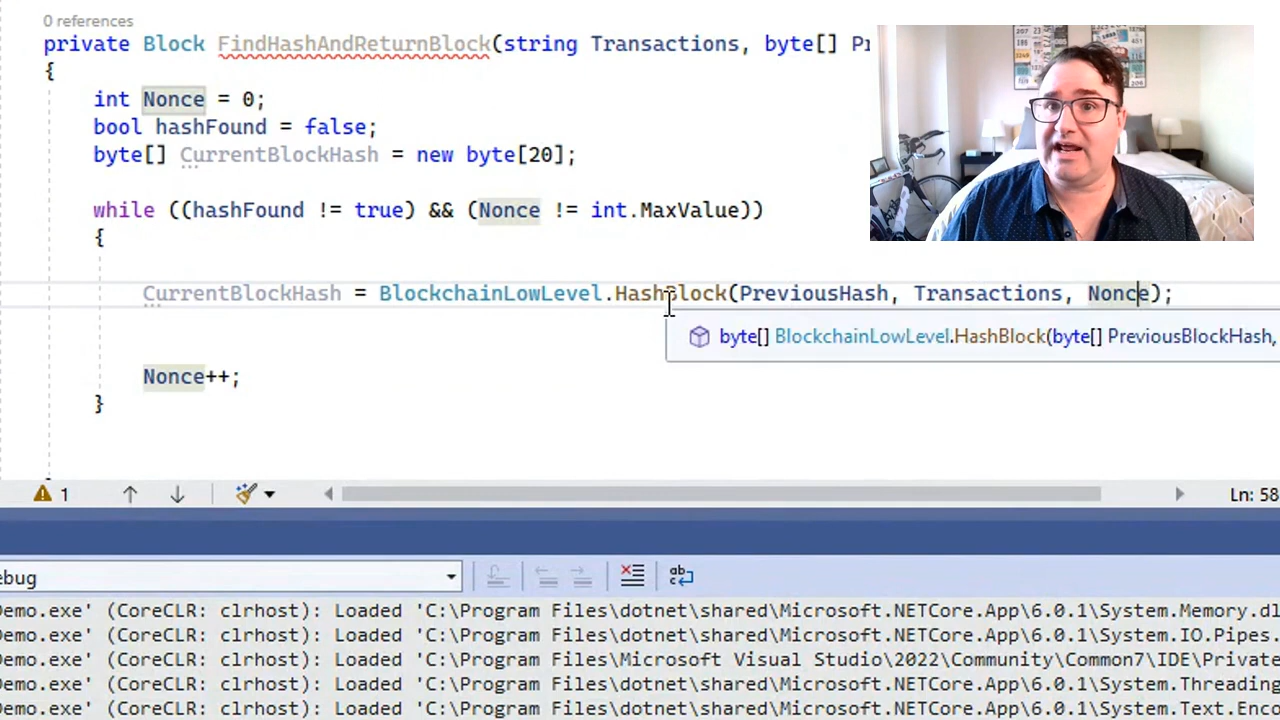 0 references
private Block FindHashAndReturnBlock(string Transactions, byte[] Pr
{
int Nonce = 0;
bool hashFound = false;
byte[] CurrentBlockHash = new byte[20];
while ((hashFound != true) && (Nonce != int.MaxValue))
{
CurrentBlockHash = BlockchainLowLevel.HashBlock(PreviousHash, Transactions, Nonce);
byte[] BlockchainLowLevel.HashBlock(byte[] PreviousBlockHash,
Nonce++;
}
1
Ln: 58
ebug
Demo.exe' (CoreCLR: clrhost): Loaded 'C:\Program Files\dotnet\shared\Microsoft.NETCore.App\6.0.1\System.Memory.dl
Demo.exe' (CoreCLR: clrhost): Loaded 'C:\Program Files\dotnet\shared\Microsoft.NETCore.App\6.0.1\System.IO.Pipes.
Demo.exe' (CoreCLR: clrhost): Loaded 'C:\Program Files\Microsoft Visual Studio\2022\Community\Common7\IDE\Private
Demo.exe' (CoreCLR: clrhost): Loaded 'C:\Program Files\dotnet\shared\Microsoft.NETCore.App\6.0.1\System.Threading
Demo.exe' (CoreCLR: clrhost): Loaded 'C:\Program Files\dotnet\shared\Microsoft.NETCore.App\6.0.1\System.Text.Enco